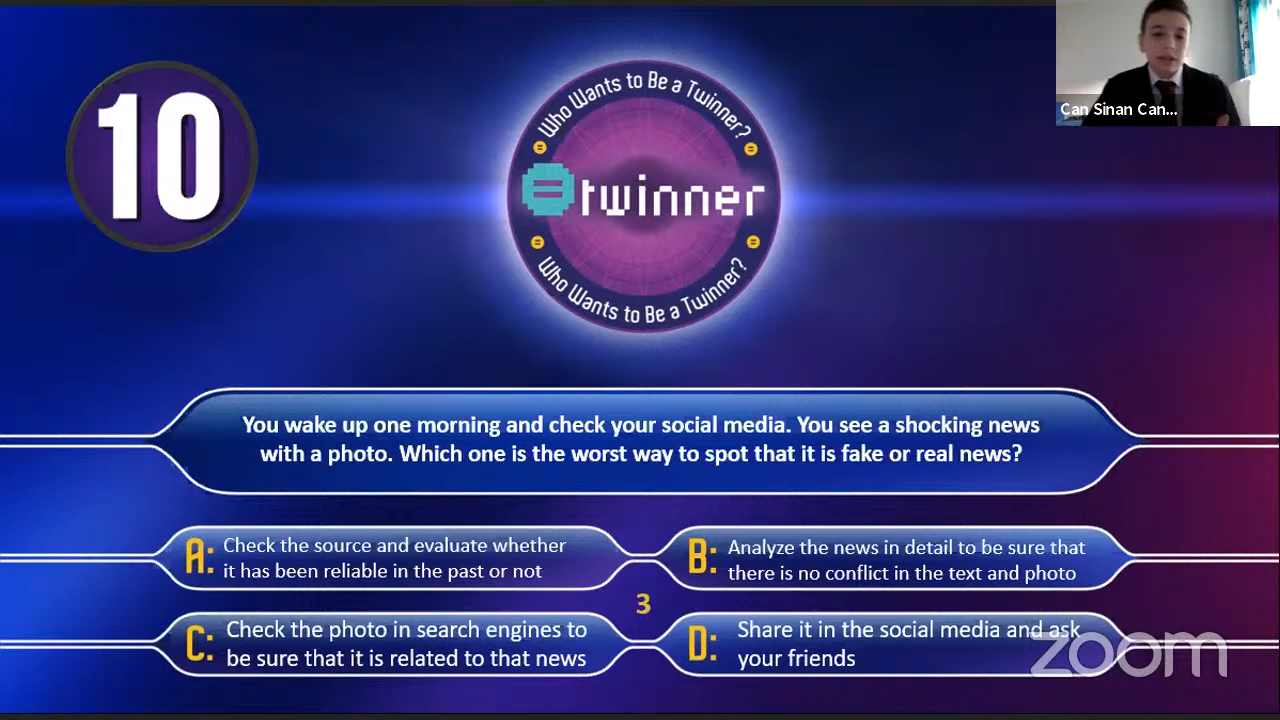 10
Who Wants to Be a Twinner?
twinner
Who Wants to Be a Twinner?
Can Sinan Can...
You wake up one morning and check your social media. You see a shocking news
with a photo. Which one is the worst way to spot that it is fake or real news?
A: Check the source and evaluate whether
it has been reliable in the past or not
B: Analyze the news in detail to be sure that
there is no conflict in the text and photo
3
C: Check the photo in search engines to
be sure that it is related to that news
D: Share it in the social media and ask
your friends
zoom